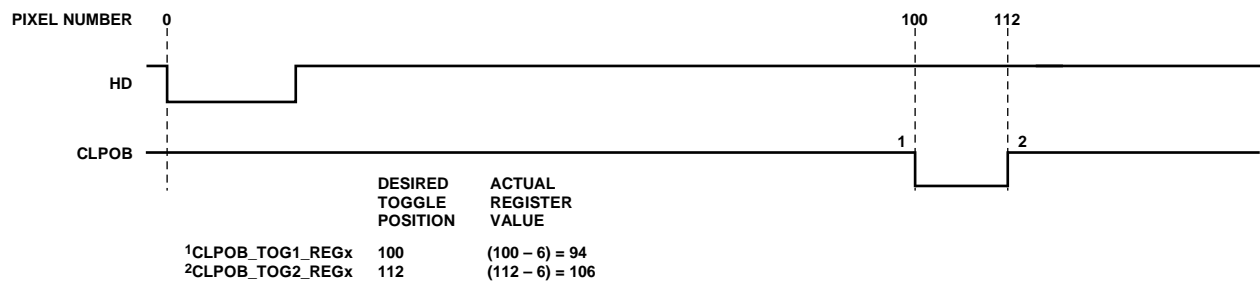 PIXEL NUMBER 0 100 112
HD
CLPOB 1 2
DESIRED ACTUAL
TOGGLE REGISTER
POSITION VALUE
1CLPOB_TOG1_REGx 100 (100 – 6) = 94
2CLPOB_TOG2_REGx 112 (112 – 6) = 106